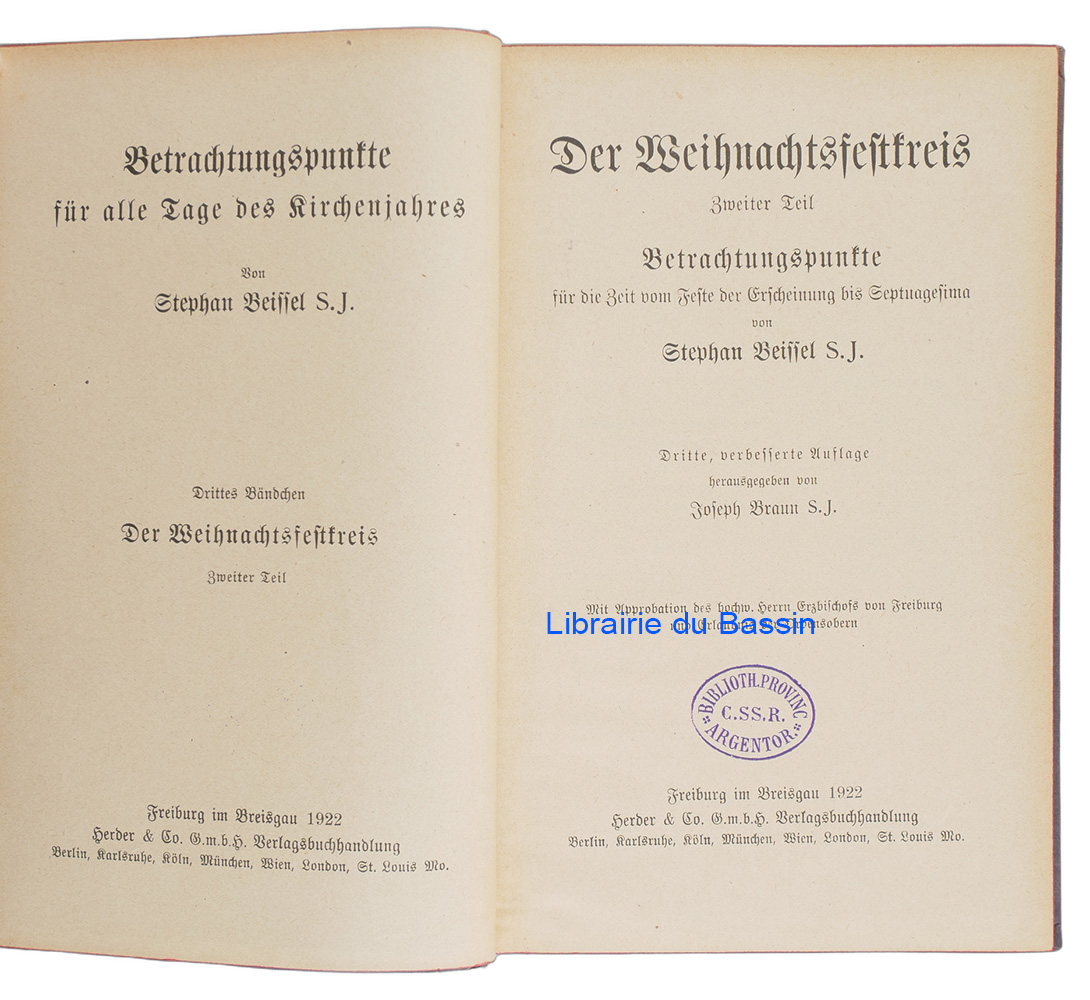 Betrachtungspunkte
für alle Tage des Kirchenjahres
Von
Stephan Beissel S. J.
Drittes Bändchen
Der Weihnachtsfestkreis
Zweiter Teil
Freiburg im Breisgau 1922
Herder & Co. G.m.b.H. Verlagsbuchhandlung
Berlin, Karlsruhe, Köln, München, Wien, London, St. Louis Mo.
Der Weihnachtsfestkreis
Zweiter Teil
Betrachtungspunkte
für die Zeit vom Feste der Erscheinung bis Septuagesima
von
Stephan Beissel S. J.
Dritte, verbesserte Auflage
herausgegeben von
Joseph Braun S. J.
Mit Approbation des hochw. Herrn Erzbischofs von Freiburg
und Erlaubnis der Ordensobern
Librairie du Bassin
BIBLIOTH. PROVINC
C.SS.R.
ARGENTOR.
Freiburg im Breisgau 1922
Herder & Co. G.m.b.H. Verlagsbuchhandlung
Berlin, Karlsruhe, Köln, München, Wien, London, St. Louis Mo.